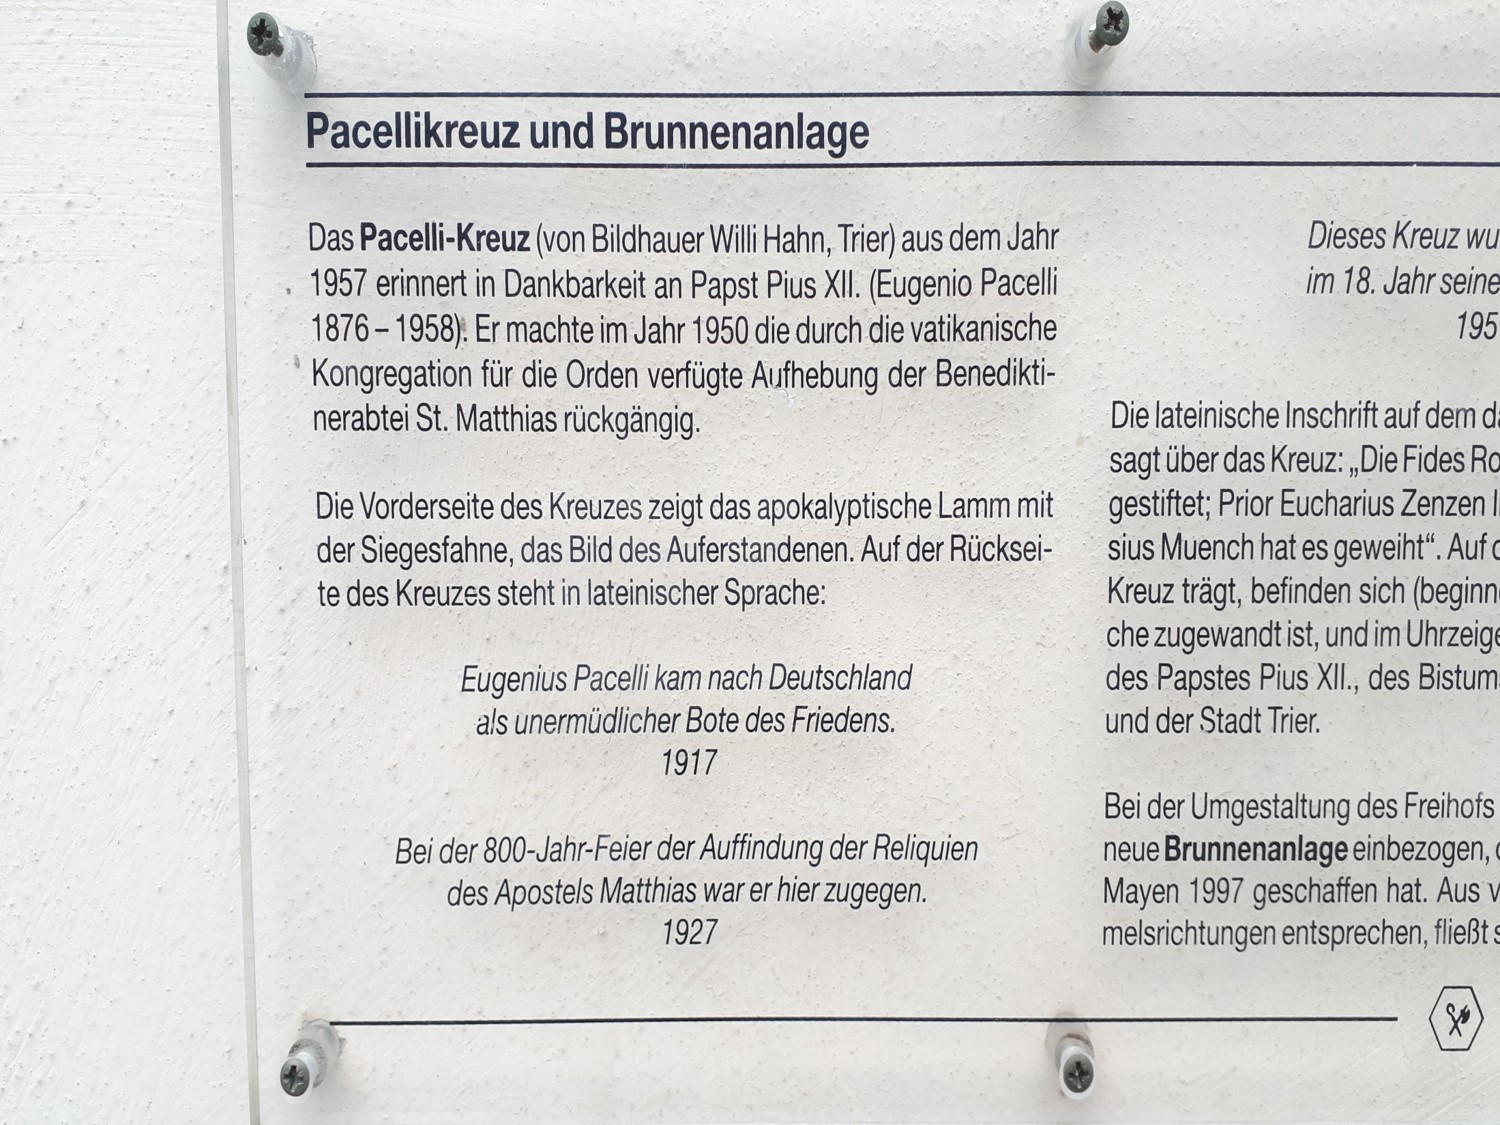 Pacellikreuz und Brunnenanlage
Das Pacelli-Kreuz (von Bildhauer Willi Hahn, Trier) aus dem Jahr
1957 erinnert in Dankbarkeit an Papst Pius XII. (Eugenio Pacelli
1876 – 1958). Er machte im Jahr 1950 die durch die vatikanische
Kongregation für die Orden verfügte Aufhebung der Benedikti-
nerabtei St. Matthias rückgängig.
Die Vorderseite des Kreuzes zeigt das apokalyptische Lamm mit
der Siegesfahne, das Bild des Auferstandenen. Auf der Rücksei-
te des Kreuzes steht in lateinischer Sprache:
Eugenius Pacelli kam nach Deutschland
als unermüdlicher Bote des Friedens.
1917
Bei der 800-Jahr-Feier der Auffindung der Reliquien
des Apostels Matthias war er hier zugegen.
1927
Dieses Kreuz wu
im 18. Jahr seine
195
Die lateinische Inschrift auf dem da
sagt über das Kreuz: „Die Fides Ro
gestiftet; Prior Eucharius Zenzen
sius Muench hat es geweiht“. Auf
Kreuz trägt, befinden sich (beginne
che zugewandt ist, und im Uhrzeige
des Papstes Pius XII., des Bistums
und der Stadt Trier.
Bei der Umgestaltung des Freihofs
neue Brunnenanlage einbezogen,
Mayen 1997 geschaffen hat. Aus v
melsrichtungen entsprechen, fließt s